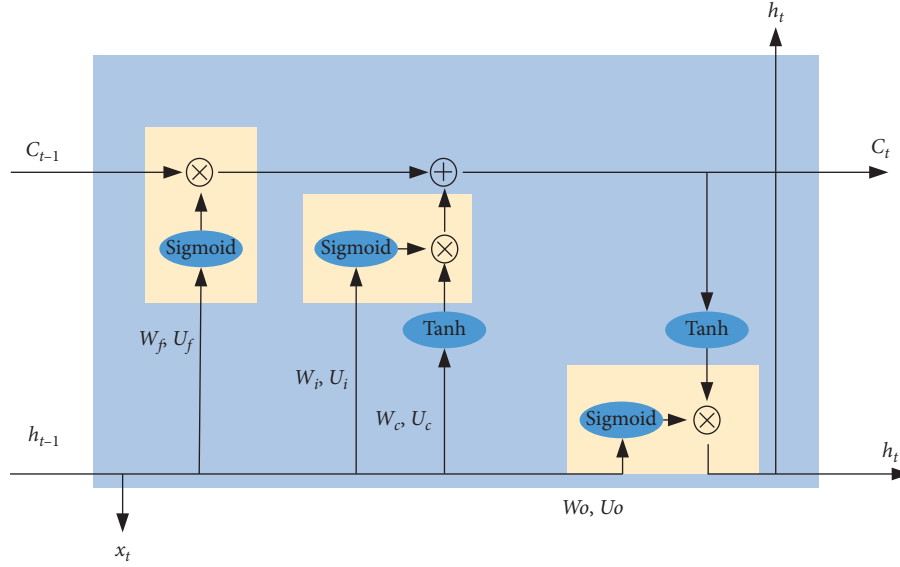 h_t
C_{t–1}
C_t
Sigmoid
Sigmoid
Tanh
Tanh
W_f, U_f
W_i, U_i
W_c, U_c
Sigmoid
h_{t–1}
h_t
Wo, Uo
x_t